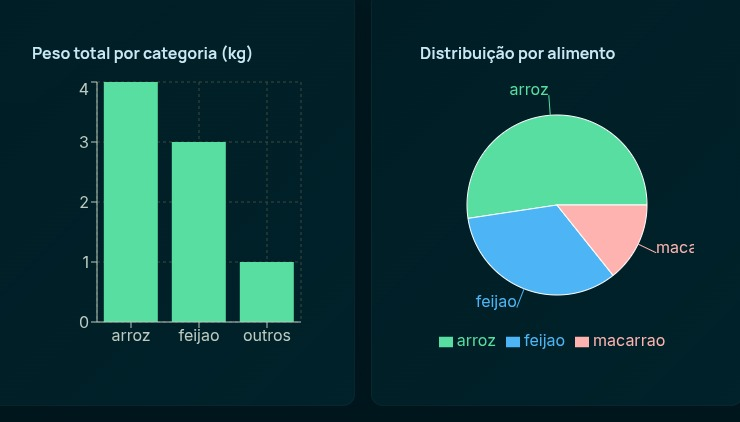 Peso total por categoria (kg)
4
3
2
1
0
arroz feijao outros
Distribuição por alimento
arroz
maca
feijao
arroz feijao macarrao